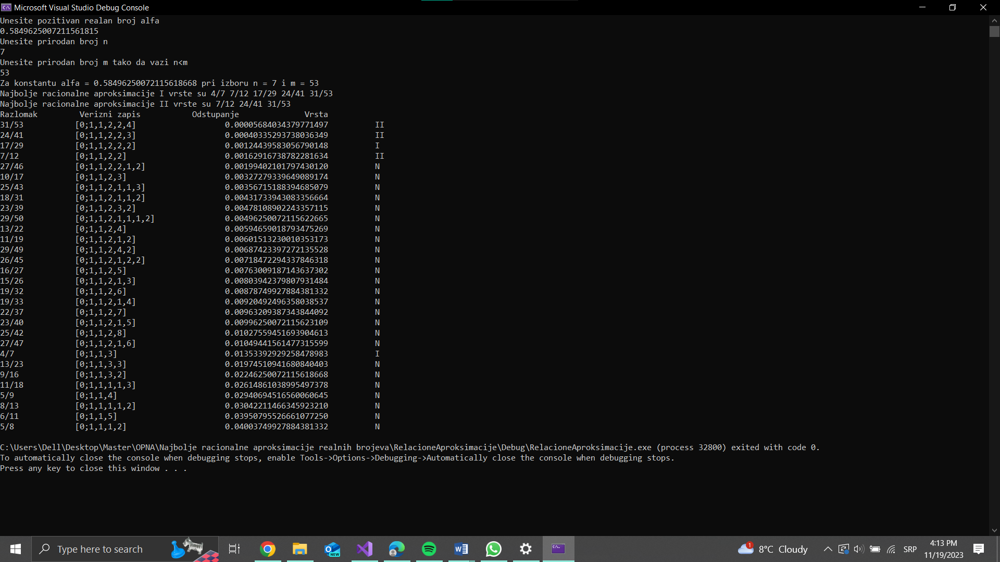 Microsoft Visual Studio Debug Console
Unesite pozitivan realan broj alfa
0.5849625007211561815
Unesite prirodan broj n
7
Unesite prirodan broj m tako da vazi n<m
53
Za konstantu alfa = 0.58496250072115618668 pri izboru n = 7 i m = 53
Najbolje racionalne aproksimacije I vrste su 4/7 7/12 17/29 24/41 31/53
Najbolje racionalne aproksimacije II vrste su 7/12 24/41 31/53
Razlomak Verizni zapis Odstupanje Vrsta
31/53 [0;1,1,2,2,4] 0.00005684034379771497 II
24/41 [0;1,1,2,2,3] 0.00040335293738036349 II
17/29 [0;1,1,2,2,2] 0.00124439583056790148 I
7/12 [0;1,1,2,2] 0.00162916738782281634 II
27/46 [0;1,1,2,2,1,2] 0.00199402101797430120 N
10/17 [0;1,1,2,3] 0.00327279339649089174 N
25/43 [0;1,1,2,1,1,3] 0.00356715188394685079 N
18/31 [0;1,1,2,1,1,2] 0.00431733943083356664 N
23/39 [0;1,1,2,3,2] 0.00478108902243357115 N
29/50 [0;1,1,2,1,1,1,2] 0.00496250072115622665 N
13/22 [0;1,1,2,4] 0.00594659018793475269 N
11/19 [0;1,1,2,1,2] 0.00601513230010353173 N
29/49 [0;1,1,2,4,2] 0.00687423397272135528 N
26/45 [0;1,1,2,1,2,2] 0.00718472294337846318 N
16/27 [0;1,1,2,5] 0.00763009187143637302 N
15/26 [0;1,1,2,1,3] 0.00803942379807931484 N
19/32 [0;1,1,2,6] 0.00878749927884381332 N
19/33 [0;1,1,2,1,4] 0.00920492496358038537 N
22/37 [0;1,1,2,7] 0.00963209387343844092 N
23/40 [0;1,1,2,1,5] 0.00996250072115623109 N
25/42 [0;1,1,2,8] 0.01027559451693904613 N
27/47 [0;1,1,2,1,6] 0.01049441561477315599 N
4/7 [0;1,1,3] 0.01353392929258478983 I
13/23 [0;1,1,3,3] 0.01974510941680840403 N
9/16 [0;1,1,3,2] 0.02246250072115618668 N
11/18 [0;1,1,1,1,3] 0.02614861038995497378 N
5/9 [0;1,1,4] 0.02940694516560060645 N
8/13 [0;1,1,1,1,2] 0.03042211466345923210 N
6/11 [0;1,1,5] 0.03950795526661077250 N
5/8 [0;1,1,1,2] 0.04003749927884381332 N
C:\Users\Dell\Desktop\Master\OPNA\Najbolje racionalne aproksimacije realnih brojeva\RelacioneAproksimacije\Debug\RelacioneAproksimacije.exe (process 32800) exited with code 0.
To automatically close the console when debugging stops, enable Tools->Options->Debugging->Automatically close the console when debugging stops.
Press any key to close this window . . .
Type here to search
NEW
1
8°C Cloudy
SRP
4:13 PM
11/19/2023